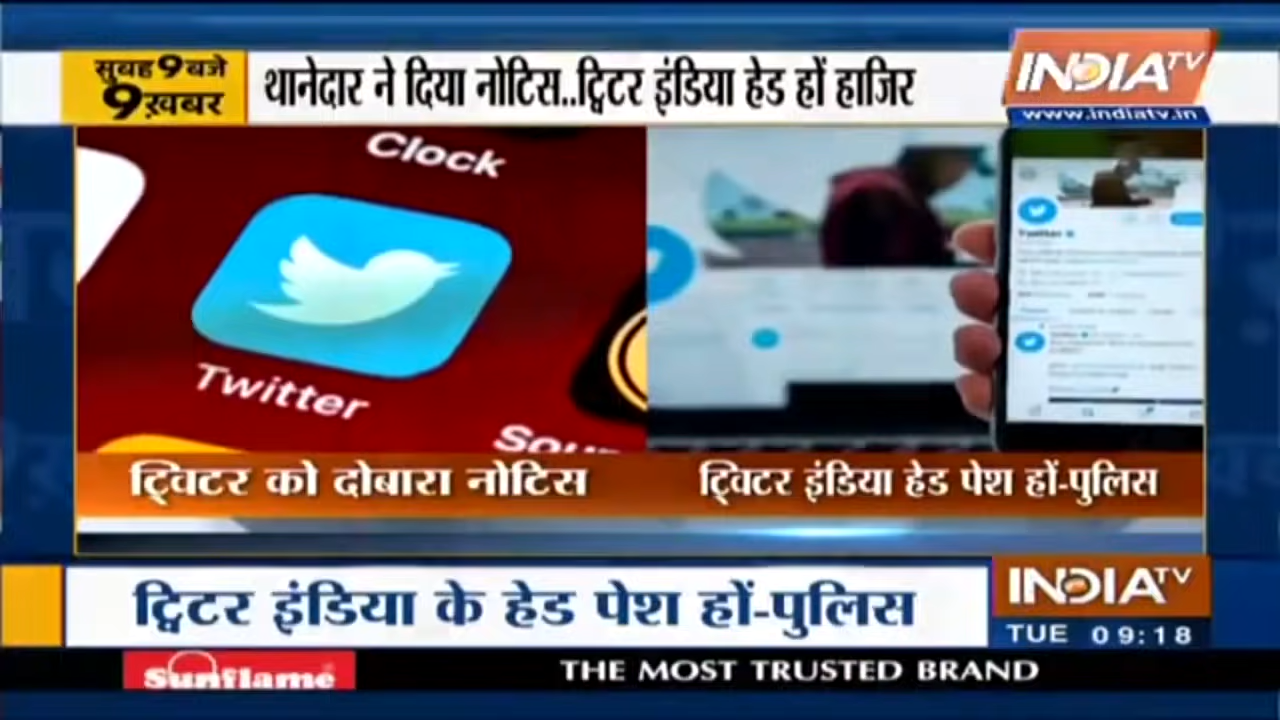 सुबह 9 बजे
9 ख़बर
थानेदार ने दिया नोटिस..ट्विटर इंडिया हेड हों हाजिर
INDIA TV
www.indiatv.in
Clock
Twitter
ट्विटर को दोबारा नोटिस
ट्विटर इंडिया हेड पेश हों-पुलिस
ट्विटर इंडिया के हेड पेश हों-पुलिस
INDIA TV
TUE 09:18
Sunflame
THE MOST TRUSTED BRAND